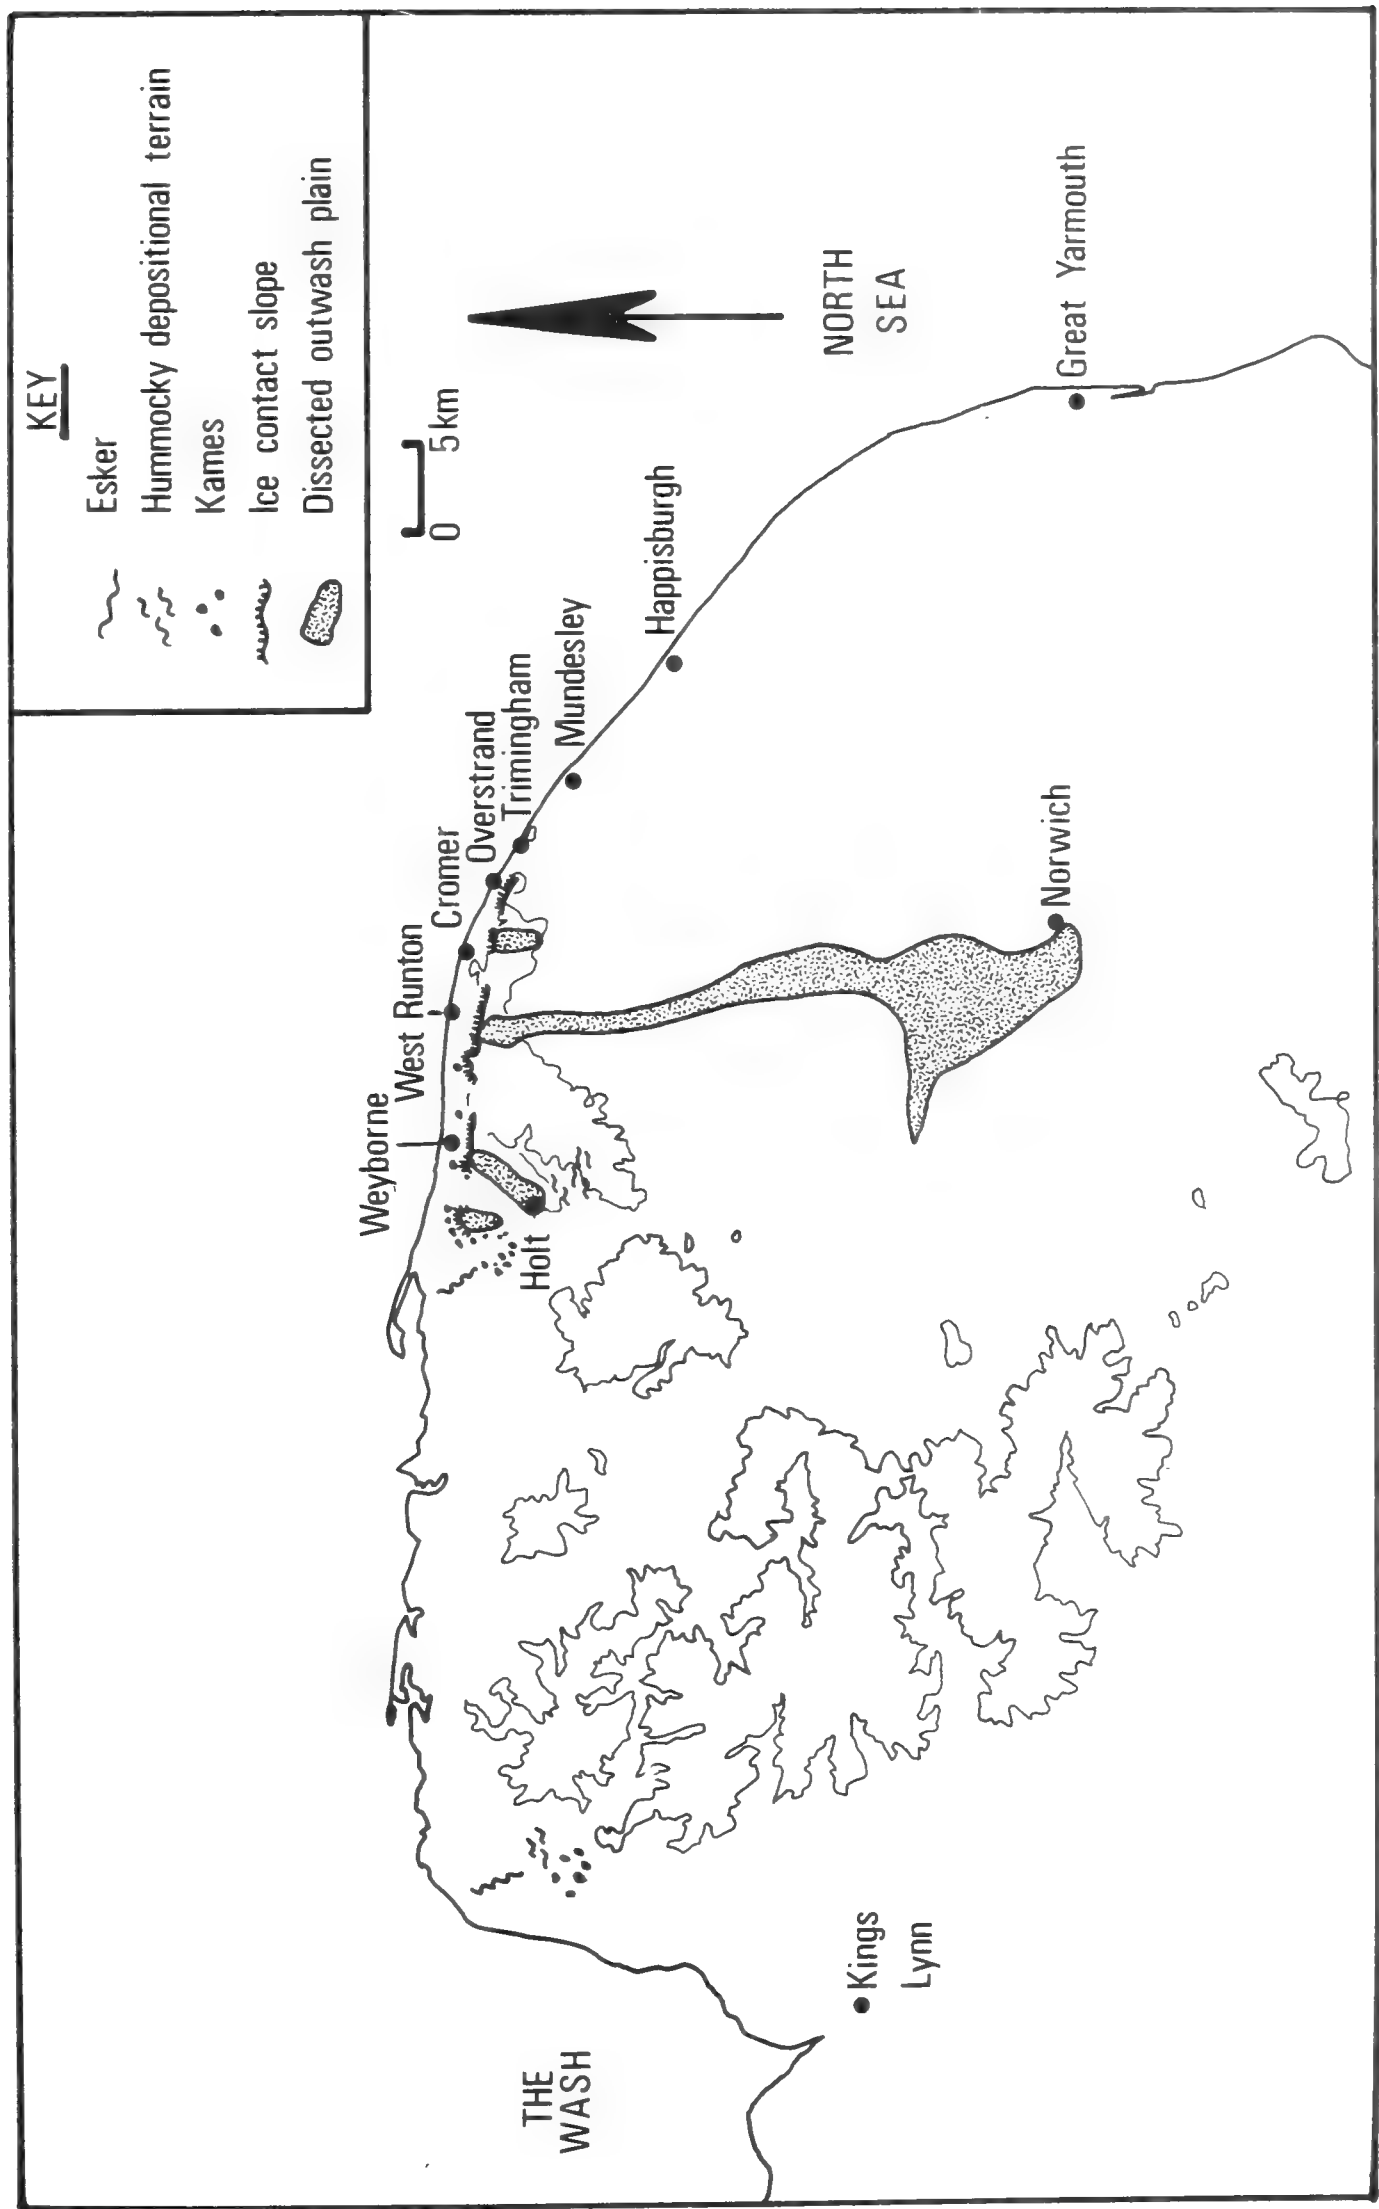 KEY
Esker
Hummocky depositional terrain
Kames
Ice contact slope
Dissected outwash plain
0 5km
Weyborne
West Runton
Cromer
Overstrand
Trimingham
Mundesley
Happisburgh
Holt
NORTH
SEA
Great Yarmouth
Norwich
THE
WASH
Kings
Lynn